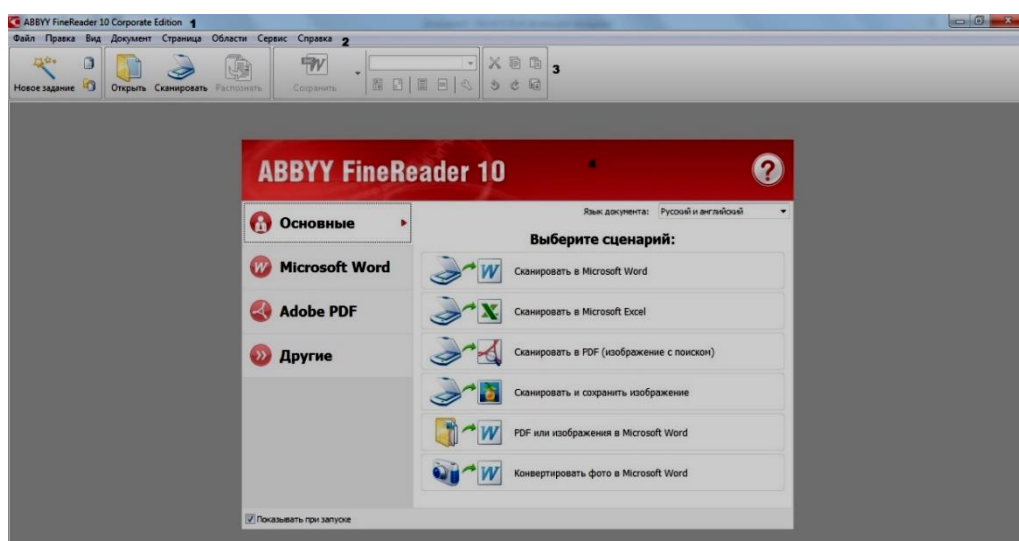 ABBYY FineReader 10 Corporate Edition 1
Файл Правка Вид Документ Страница Области Сервис Справка 2
Новое задание Открыть Сканировать Распознать Сохранить 3
ABBYY FineReader 10 4 ?
Язык документа: Русский и английский
Основные
Выберите сценарий:
Microsoft Word
Сканировать в Microsoft Word
Adobe PDF
Сканировать в Microsoft Excel
Другие
Сканировать в PDF (изображение с поиском)
Сканировать и сохранить изображение
PDF или изображения в Microsoft Word
Конвертировать фото в Microsoft Word
Показывать при запуске